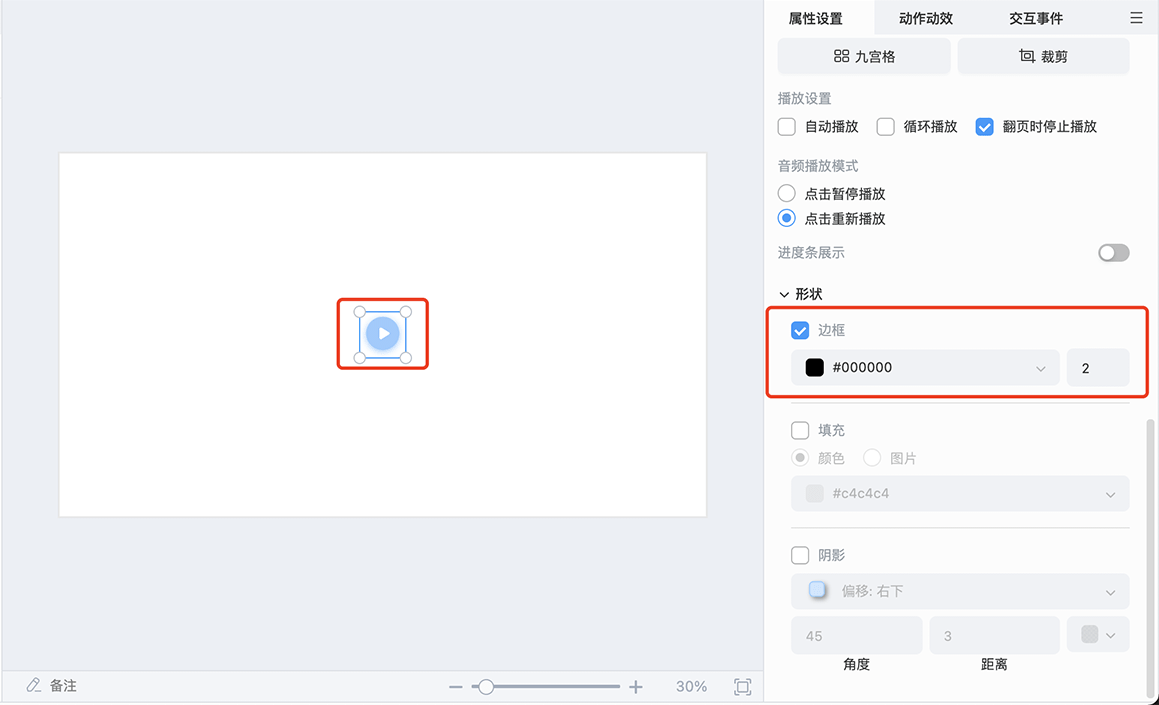 属性设置 动作动效 交互事件
九宫格 裁剪
播放设置
自动播放 循环播放 翻页时停止播放
音频播放模式
点击暂停播放
点击重新播放
进度条展示
形状
边框
#000000 2
填充
颜色 图片
#c4c4c4
阴影
偏移: 右下
45 3
角度 距离
备注 30%